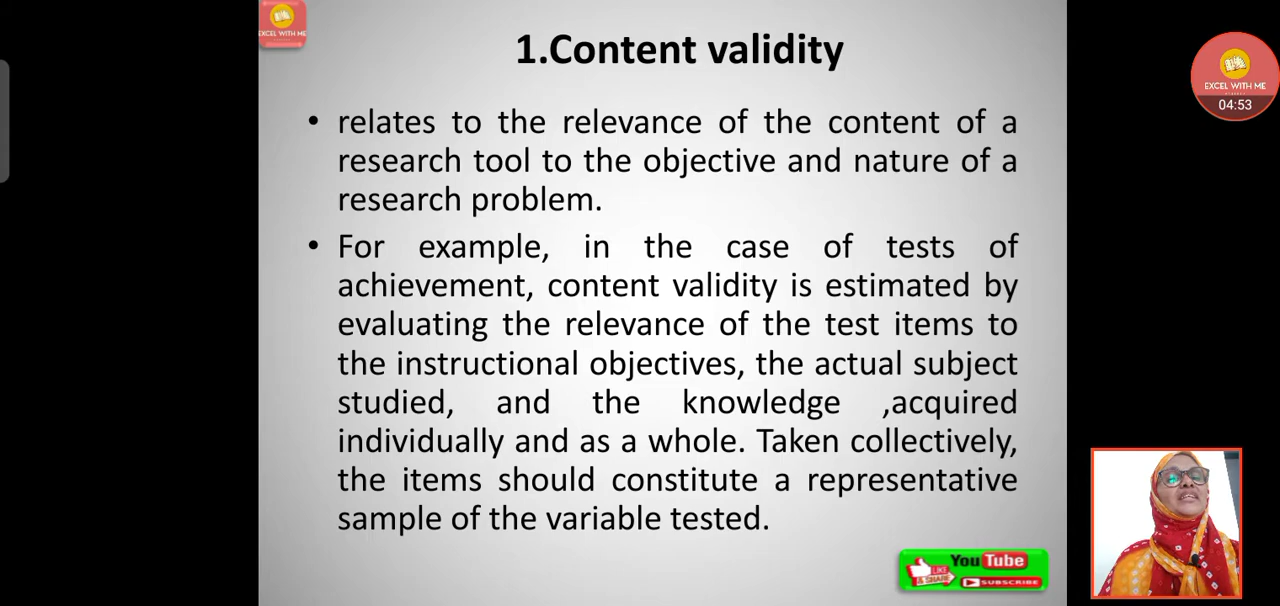 EXCEL WITH ME
1.Content validity
• relates to the relevance of the content of a
research tool to the objective and nature of a
research problem.
• For example, in the case of tests of
achievement, content validity is estimated by
evaluating the relevance of the test items to
the instructional objectives, the actual subject
studied, and the knowledge ,acquired
individually and as a whole. Taken collectively,
the items should constitute a representative
sample of the variable tested.
EXCEL WITH ME
04:53
YouTube
LIKE
& SHARE
SUBSCRIBE